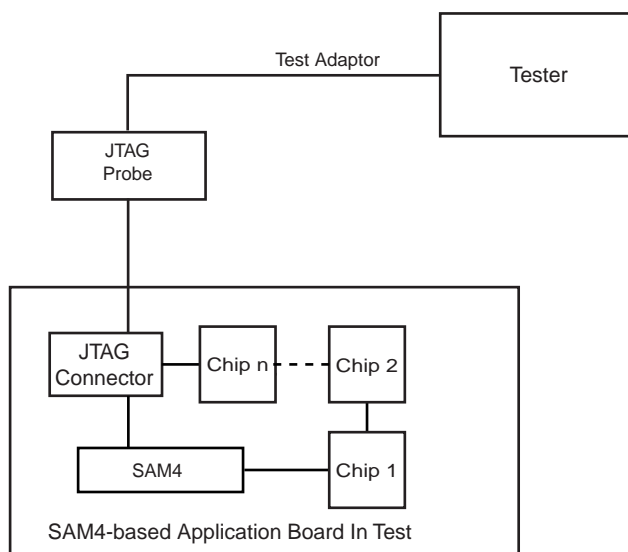 Test Adaptor
Tester
JTAG
Probe
JTAG
Connector
Chip n
Chip 2
SAM4
Chip 1
SAM4-based Application Board In Test